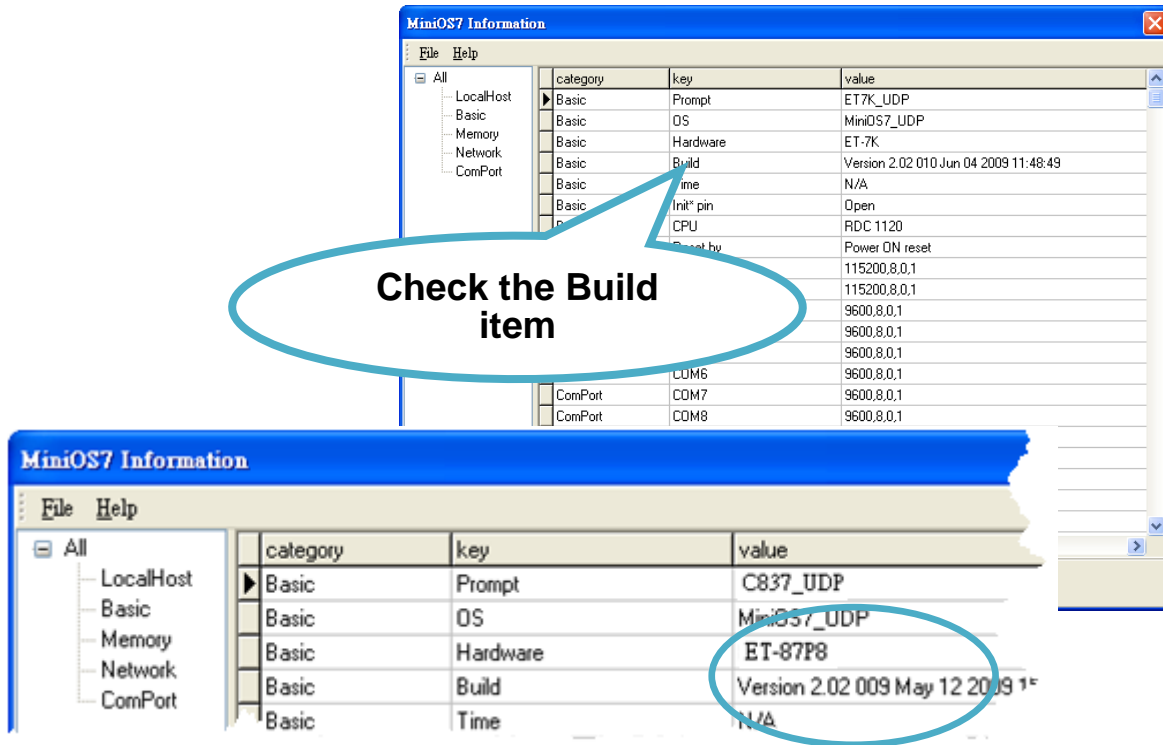 MiniOS7 Information
File Help
All
LocalHost
Basic
Memory
Network
ComPort
category key value
Basic Prompt ET7K_UDP
Basic OS MiniOS7_UDP
Basic Hardware ET-7K
Basic Build Version 2.02 010 Jun 04 2009 11:48:49
Basic Time N/A
Basic Init* pin Open
CPU RDC 1120
Reset by Power ON reset
115200,8,0,1
115200,8,0,1
9600,8,0,1
9600,8,0,1
9600,8,0,1
COM6 9600,8,0,1
ComPort COM7 9600,8,0,1
ComPort COM8 9600,8,0,1
Check the Build
item
MiniOS7 Information
File Help
All
LocalHost
Basic
Memory
Network
ComPort
category key value
Basic Prompt C837_UDP
Basic OS MiniOS7_UDP
Basic Hardware ET-87P8
Basic Build Version 2.02 009 May 12 2009
Basic Time N/A